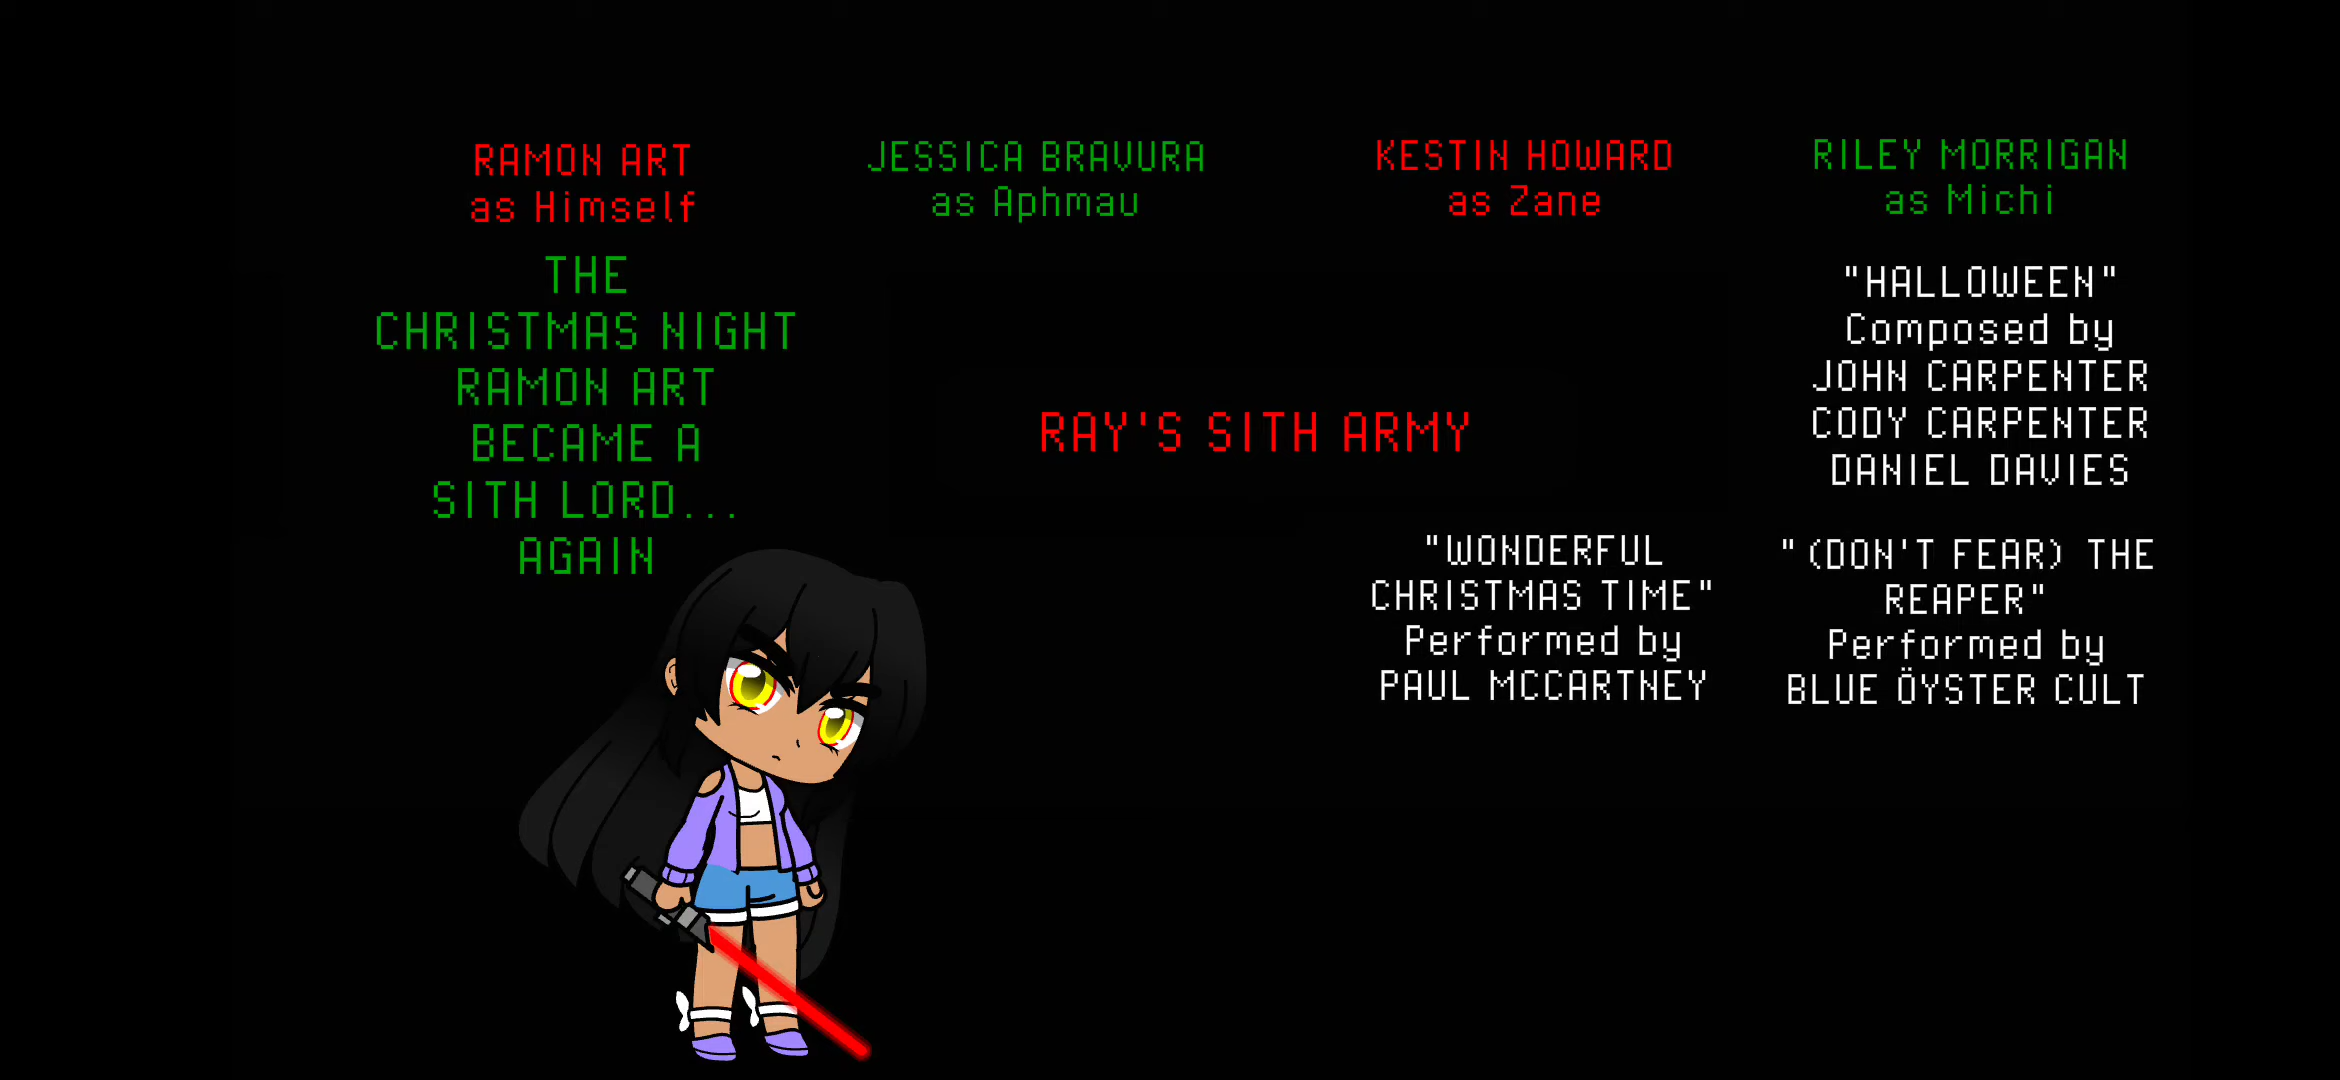 RAMON ART
as Himself
JESSICA BRAVURA
as Aphmau
KESTIN HOWARD
as Zane
RILEY MORRIGAN
as Michi
THE
CHRISTMAS NIGHT
RAMON ART
BECAME A
SITH LORD...
AGAIN
RAY'S SITH ARMY
"HALLOWEEN"
Composed by
JOHN CARPENTER
CODY CARPENTER
DANIEL DAVIES
"WONDERFUL
CHRISTMAS TIME"
Performed by
PAUL MCCARTNEY
"(DON'T FEAR) THE
REAPER"
Performed by
BLUE ÖYSTER CULT